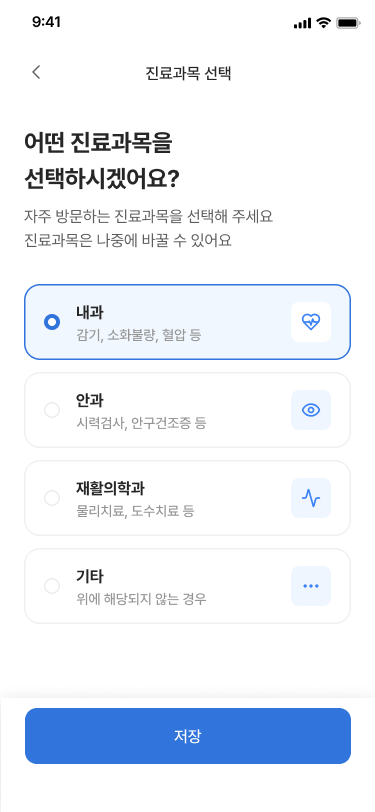 9:41
진료과목 선택
어떤 진료과목을
선택하시겠어요?
자주 방문하는 진료과목을 선택해 주세요
진료과목은 나중에 바꿀 수 있어요
내과
감기, 소화불량, 혈압 등
안과
시력검사, 안구건조증 등
재활의학과
물리치료, 도수치료 등
기타
위에 해당되지 않는 경우
저장